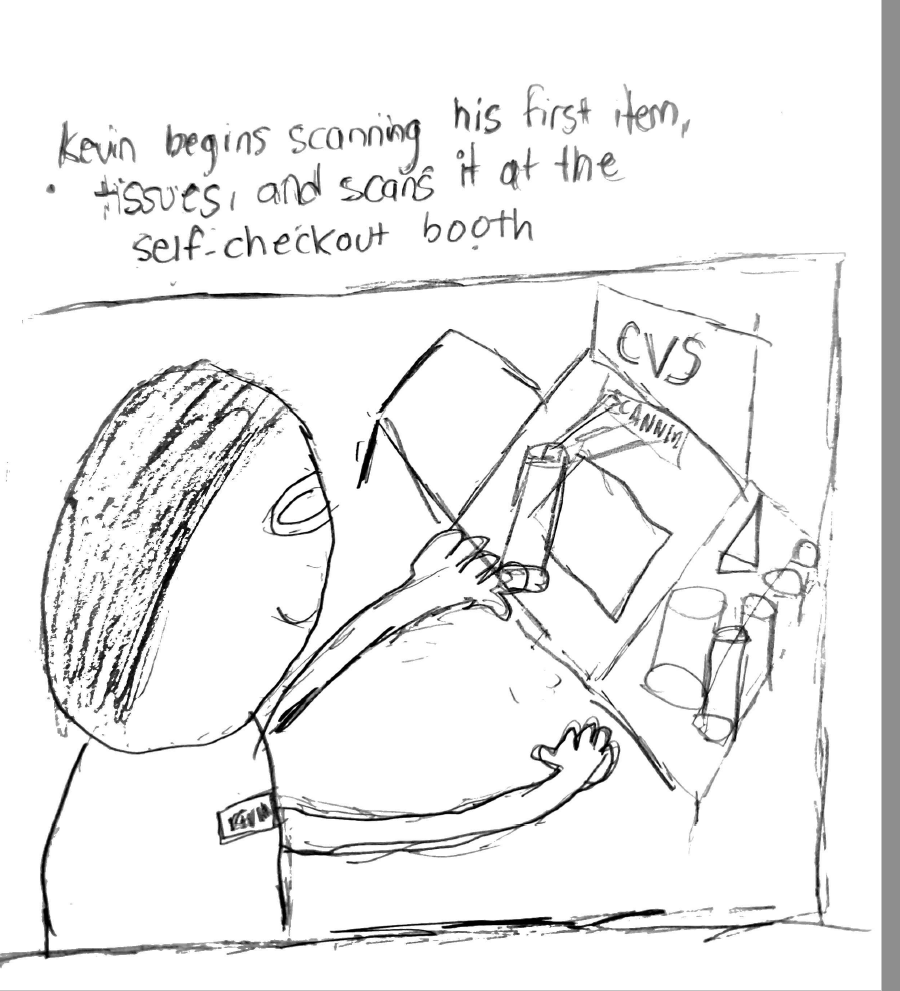 Kevin begins scanning his first item,
tissues, and scans it at the
self-checkout booth
CVS
SCANNIN
KEVIN